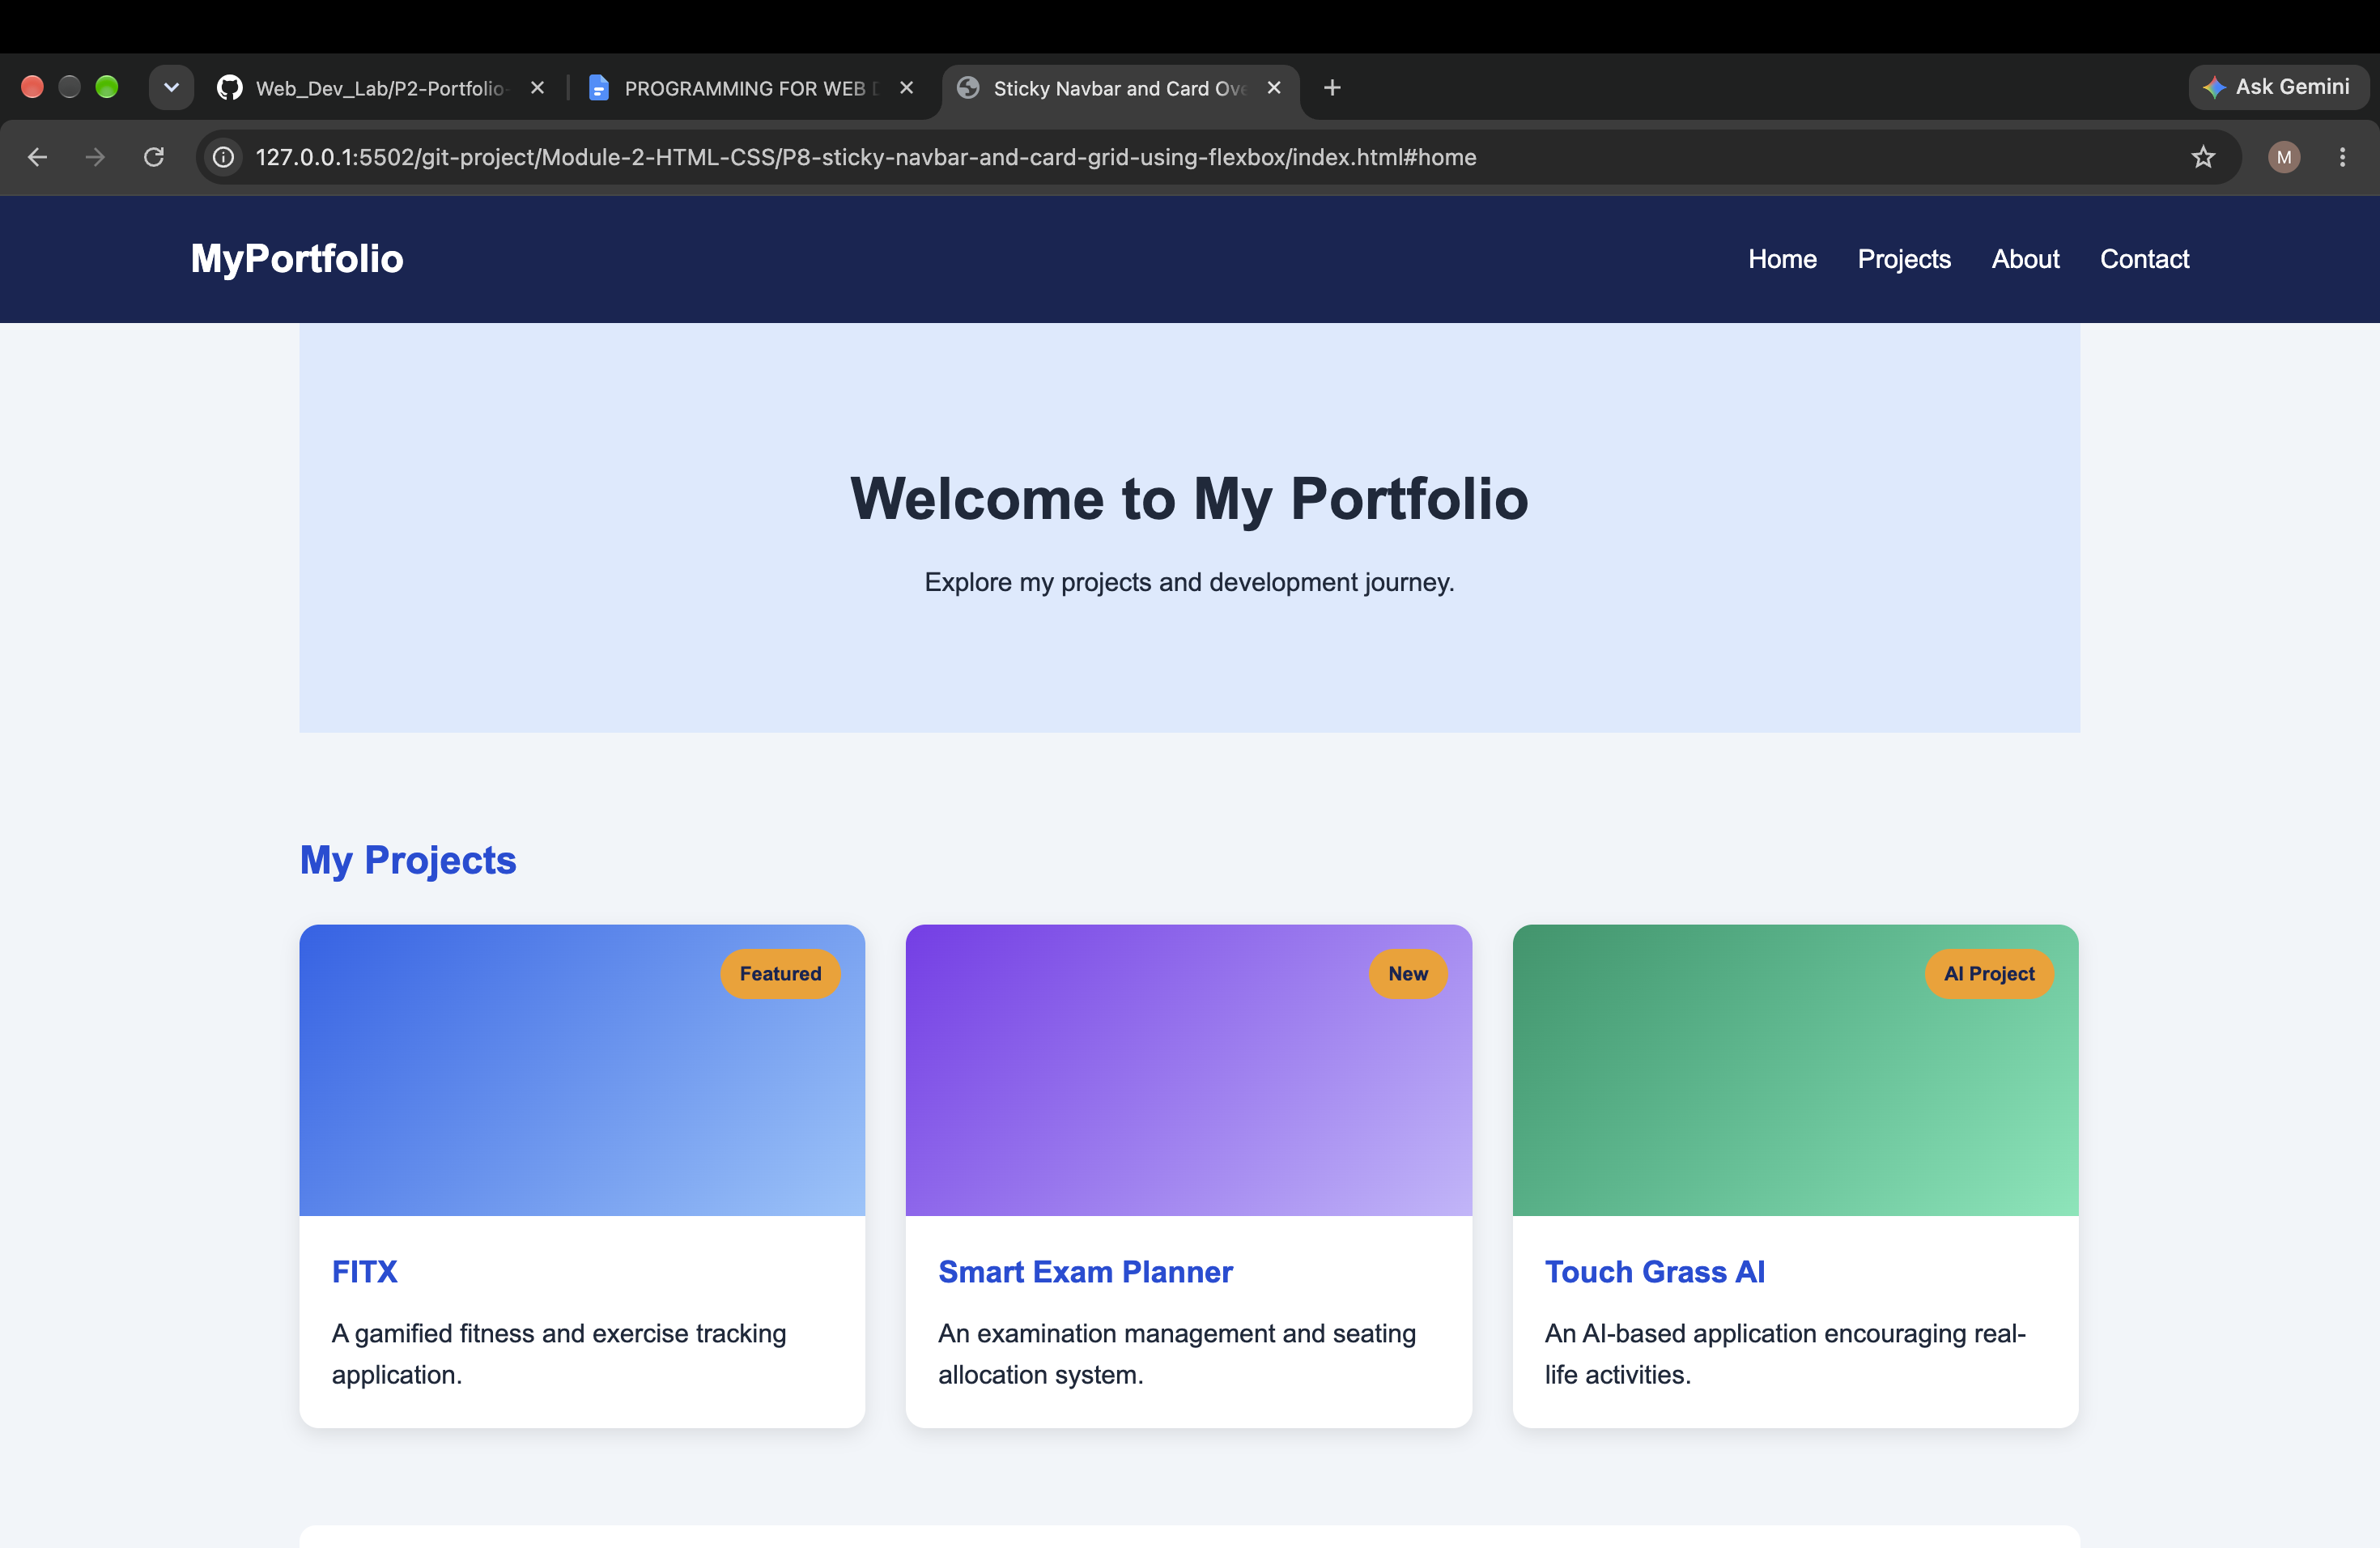 Web_Dev_Lab/P2-Portfolio-
PROGRAMMING FOR WEB
Sticky Navbar and Card Ove
Ask Gemini
127.0.0.1:5502/git-project/Module-2-HTML-CSS/P8-sticky-navbar-and-card-grid-using-flexbox/index.html#home
M
MyPortfolio
Home Projects About Contact
Welcome to My Portfolio
Explore my projects and development journey.
My Projects
Featured
New
AI Project
FITX
A gamified fitness and exercise tracking
application.
Smart Exam Planner
An examination management and seating
allocation system.
Touch Grass AI
An AI-based application encouraging real-
life activities.